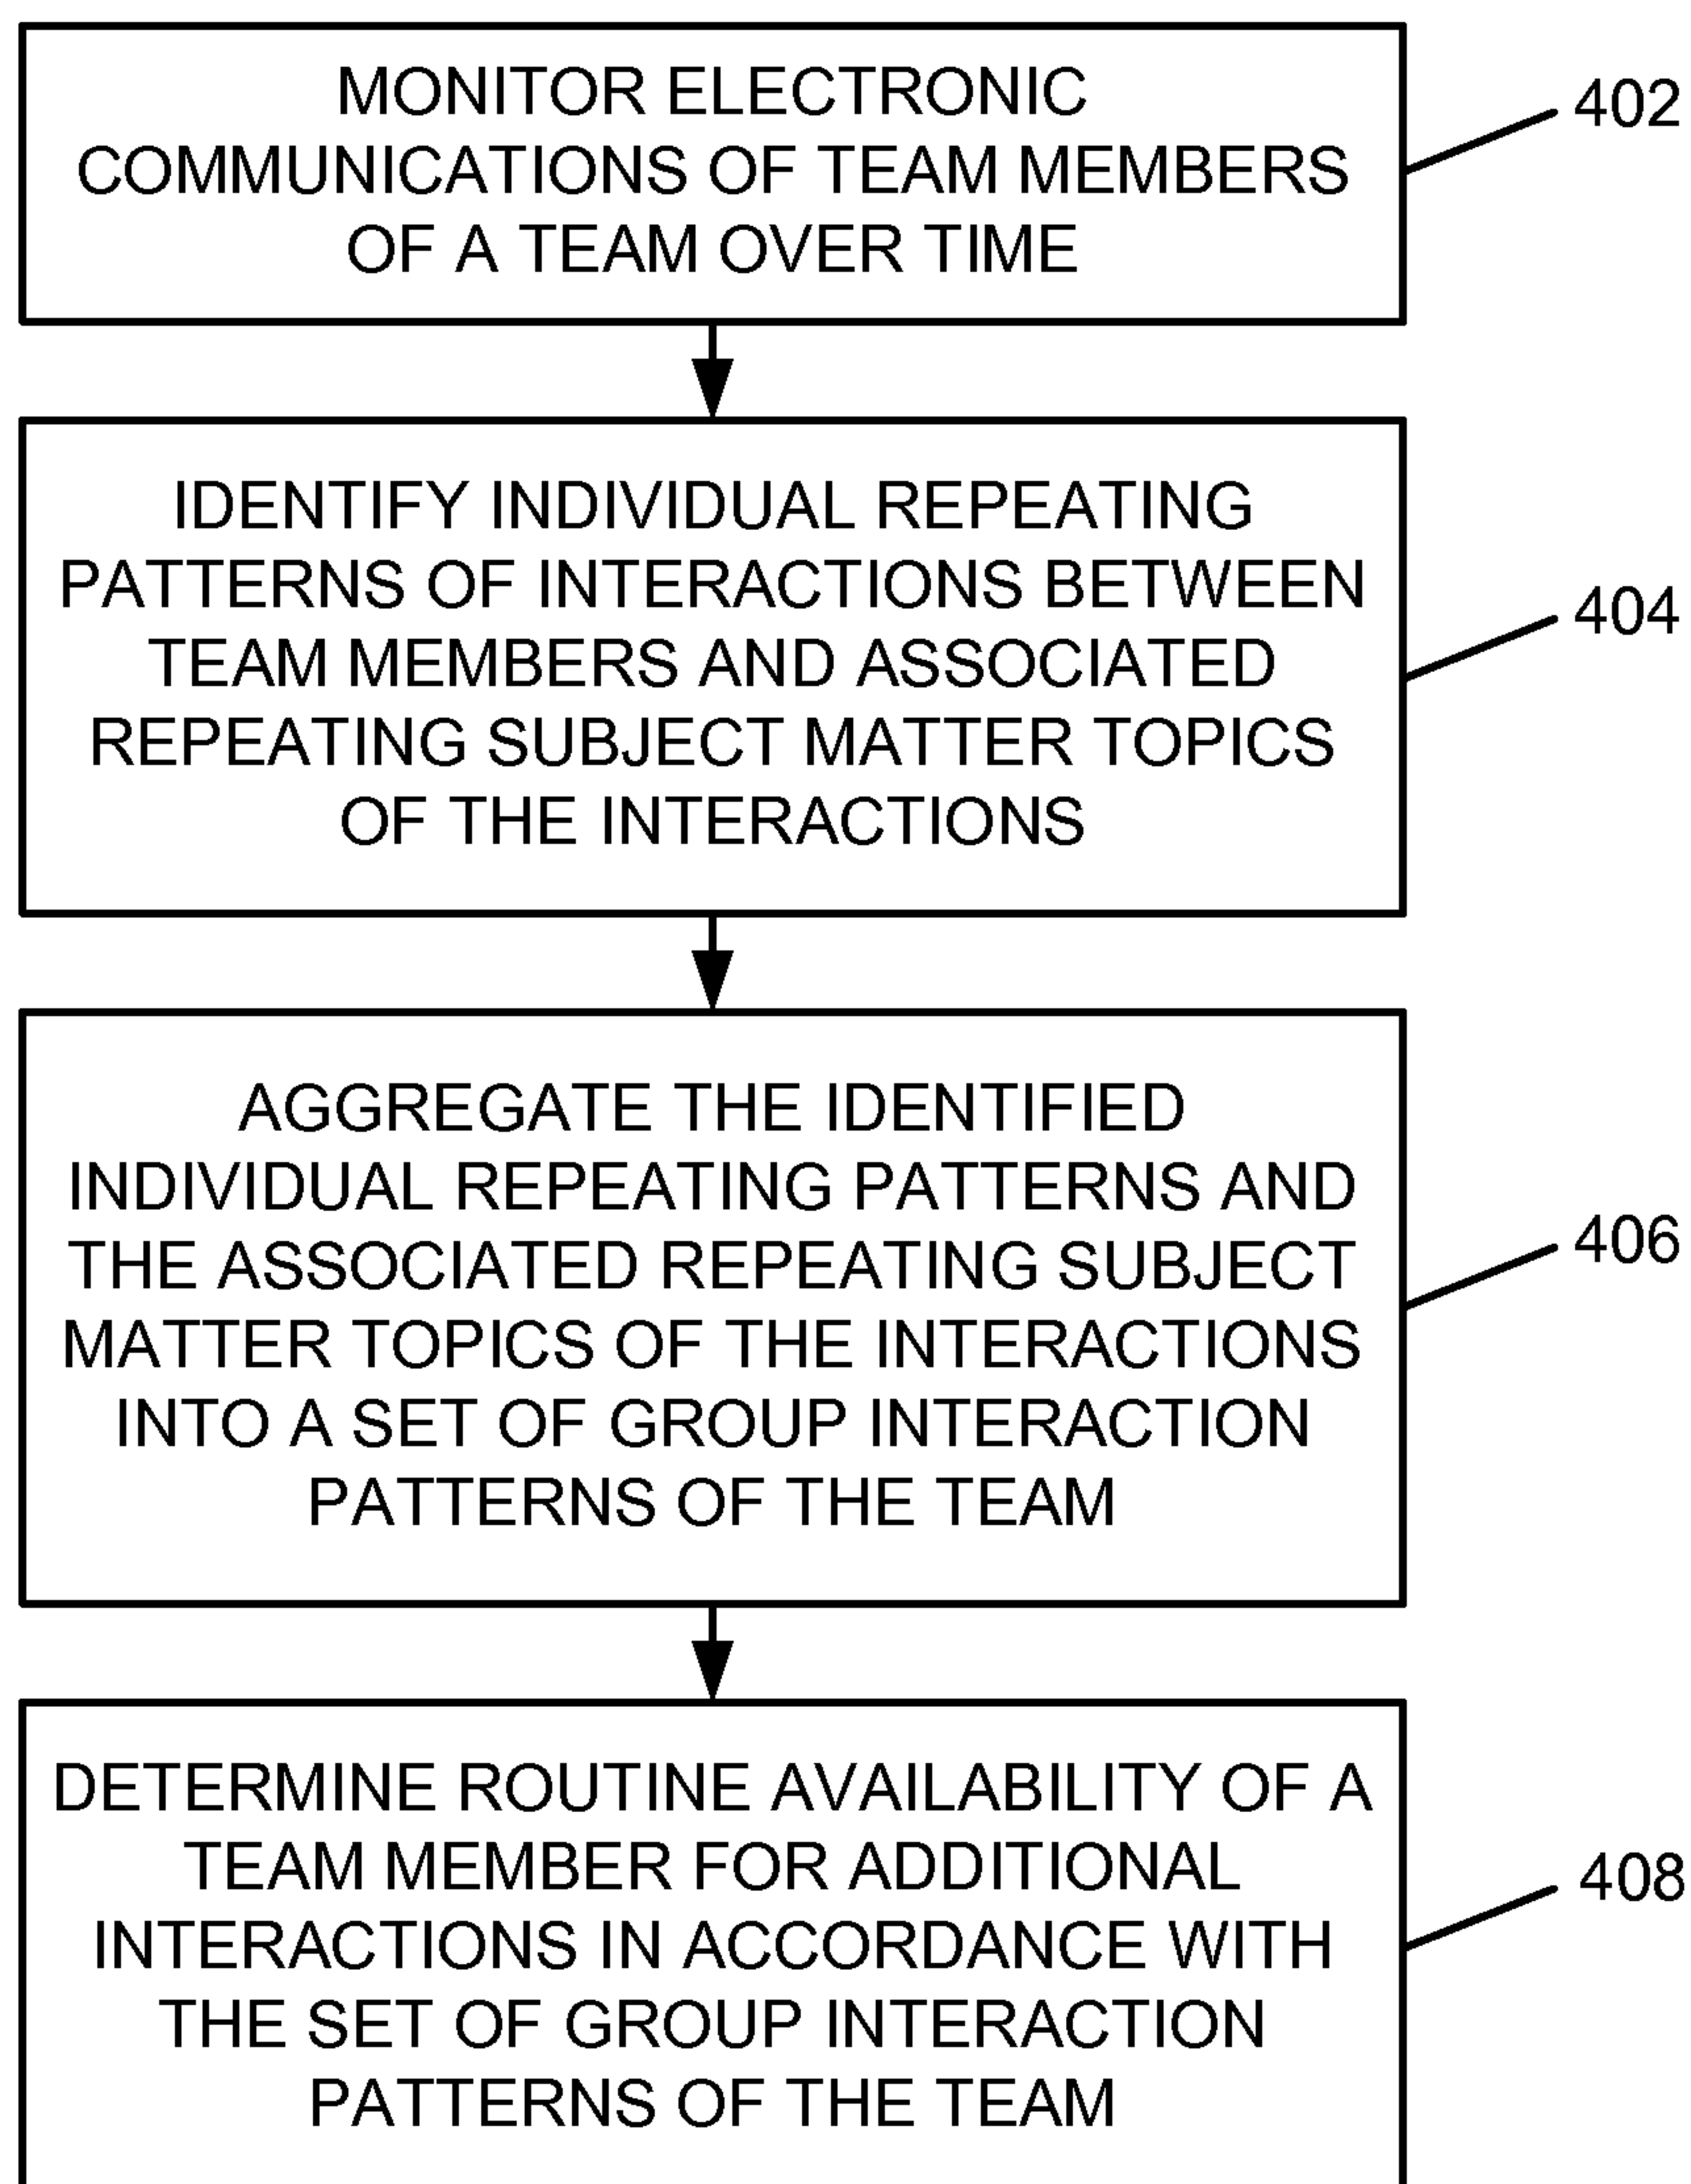 MONITOR ELECTRONIC
COMMUNICATIONS OF TEAM MEMBERS
OF A TEAM OVER TIME
402
IDENTIFY INDIVIDUAL REPEATING
PATTERNS OF INTERACTIONS BETWEEN
TEAM MEMBERS AND ASSOCIATED
REPEATING SUBJECT MATTER TOPICS
OF THE INTERACTIONS
404
AGGREGATE THE IDENTIFIED
INDIVIDUAL REPEATING PATTERNS AND
THE ASSOCIATED REPEATING SUBJECT
MATTER TOPICS OF THE INTERACTIONS
INTO A SET OF GROUP INTERACTION
PATTERNS OF THE TEAM
406
DETERMINE ROUTINE AVAILABILITY OF A
TEAM MEMBER FOR ADDITIONAL
INTERACTIONS IN ACCORDANCE WITH
THE SET OF GROUP INTERACTION
PATTERNS OF THE TEAM
408